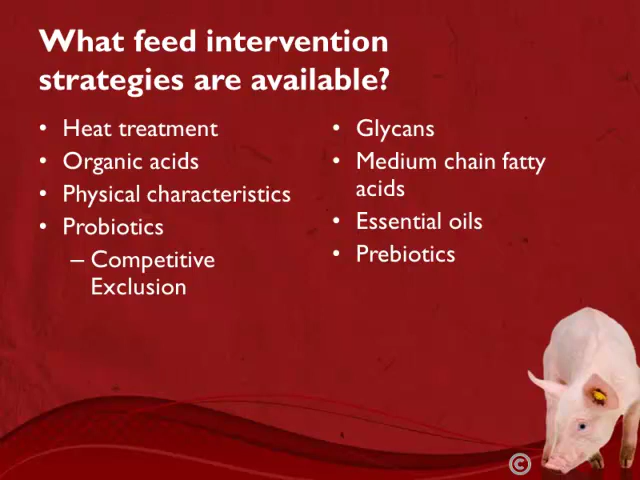 What feed intervention
strategies are available?
• Heat treatment
• Organic acids
• Physical characteristics
• Probiotics
– Competitive
Exclusion
• Glycans
• Medium chain fatty
acids
• Essential oils
• Prebiotics
©